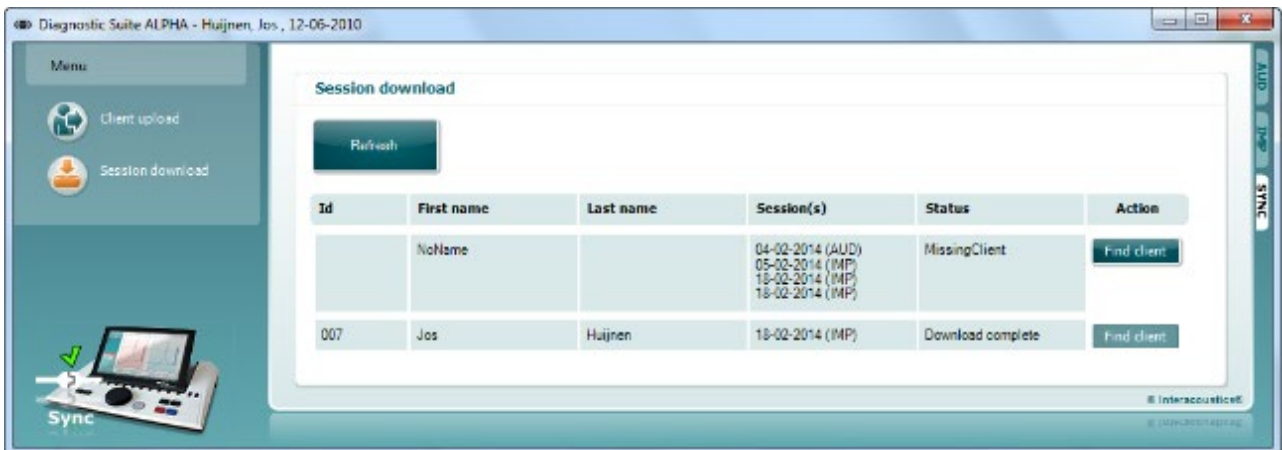 Diagnostic Suite ALPHA - Huijnen, Jos , 12-06-2010
Menu
Client upload
Session download
Sync
Session download
Refresh
Id First name Last name Session(s) Status Action
NoName 04-02-2014 (AUD) MissingClient Find client
05-02-2014 (IMP)
18-02-2014 (IMP)
18-02-2014 (IMP)
007 Jos Huijnen 18-02-2014 (IMP) Download complete Find client
AUD
IMP
SYNC